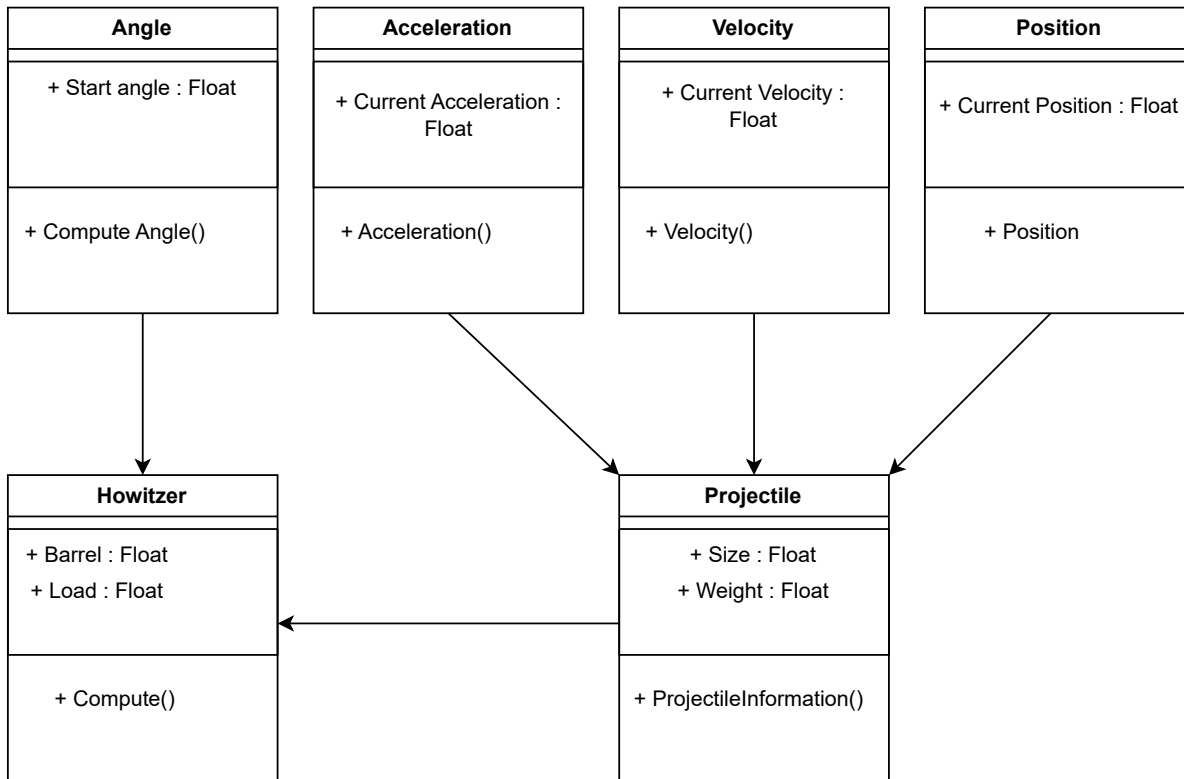 Angle
+ Start angle : Float
+ Compute Angle()
Acceleration
+ Current Acceleration :
Float
+ Acceleration()
Velocity
+ Current Velocity :
Float
+ Velocity()
Position
+ Current Position : Float
+ Position
Howitzer
+ Barrel : Float
+ Load : Float
+ Compute()
Projectile
+ Size : Float
+ Weight : Float
+ ProjectileInformation()